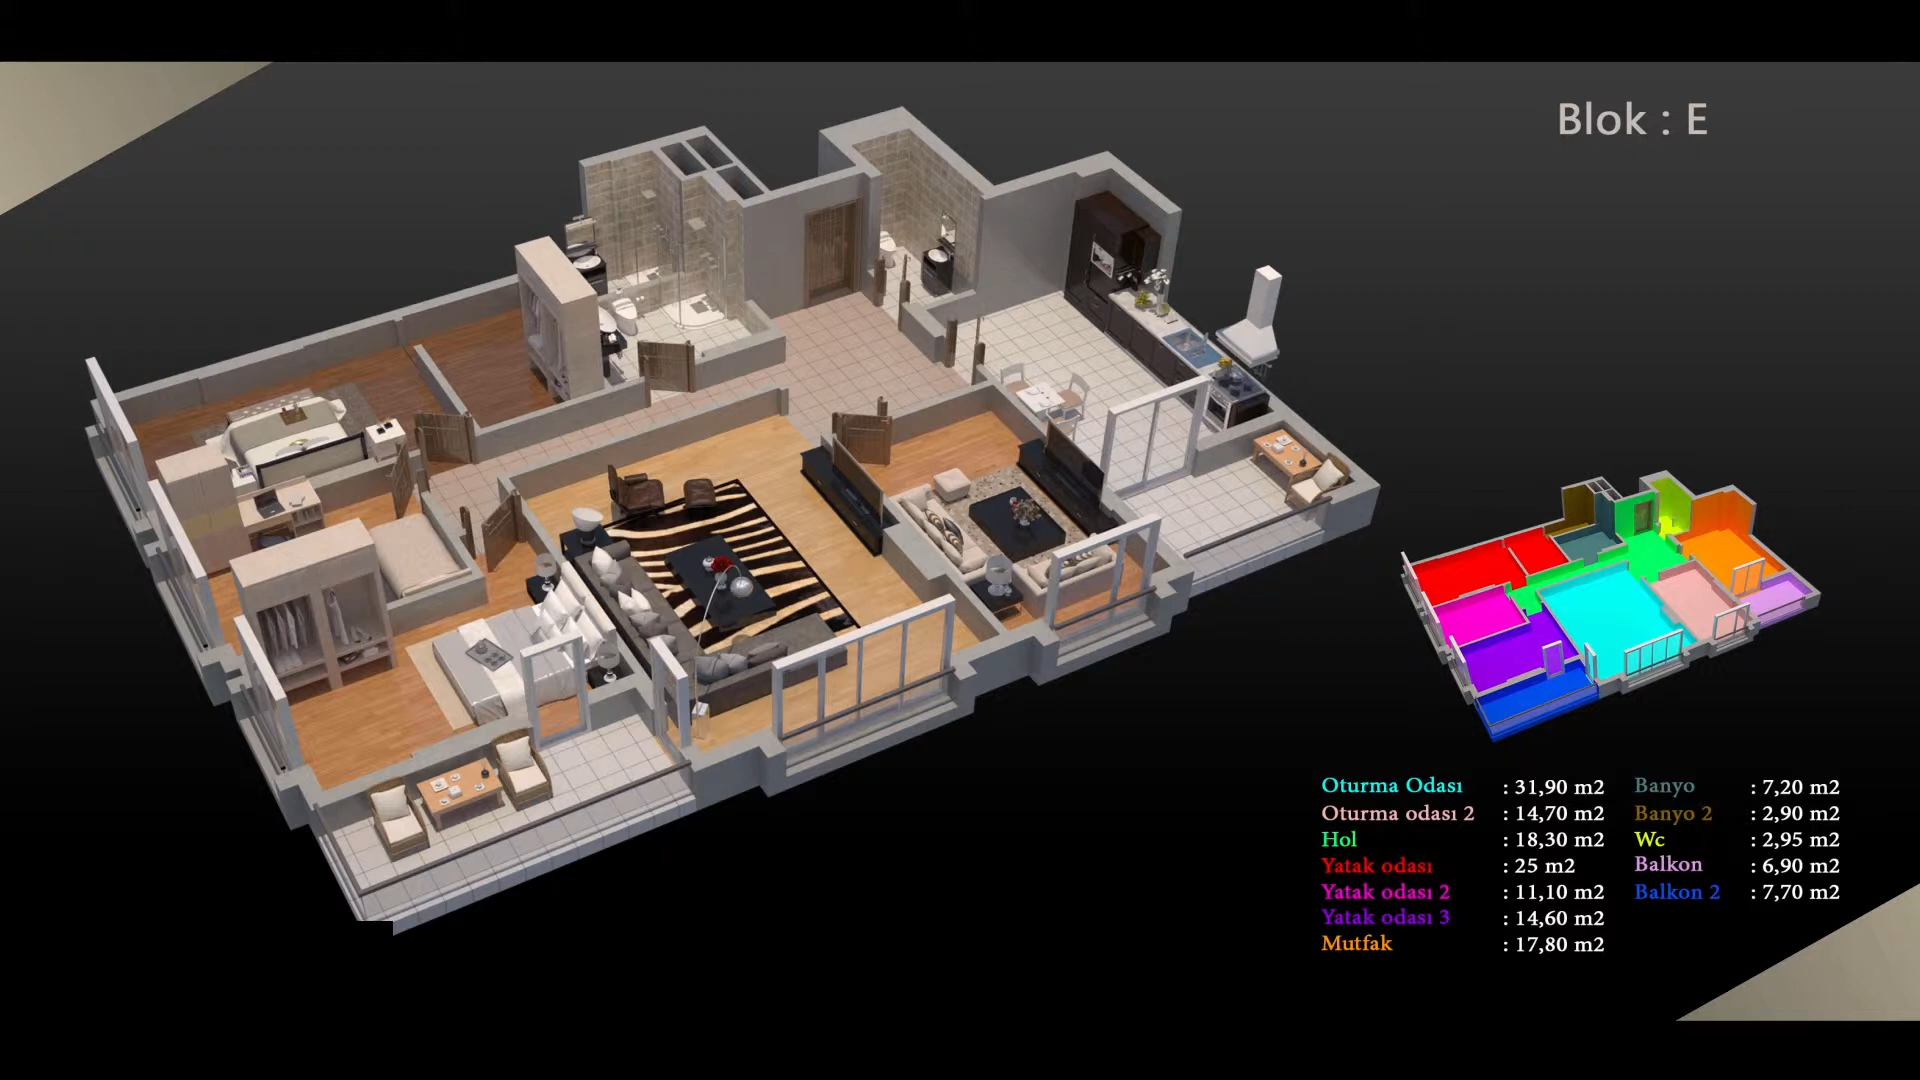 Blok : E
Oturma Odası : 31,90 m2
Oturma odası 2 : 14,70 m2
Hol : 18,30 m2
Yatak odası : 25 m2
Yatak odası 2 : 11,10 m2
Yatak odası 3 : 14,60 m2
Mutfak : 17,80 m2
Banyo : 7,20 m2
Banyo 2 : 2,90 m2
Wc : 2,95 m2
Balkon : 6,90 m2
Balkon 2 : 7,70 m2